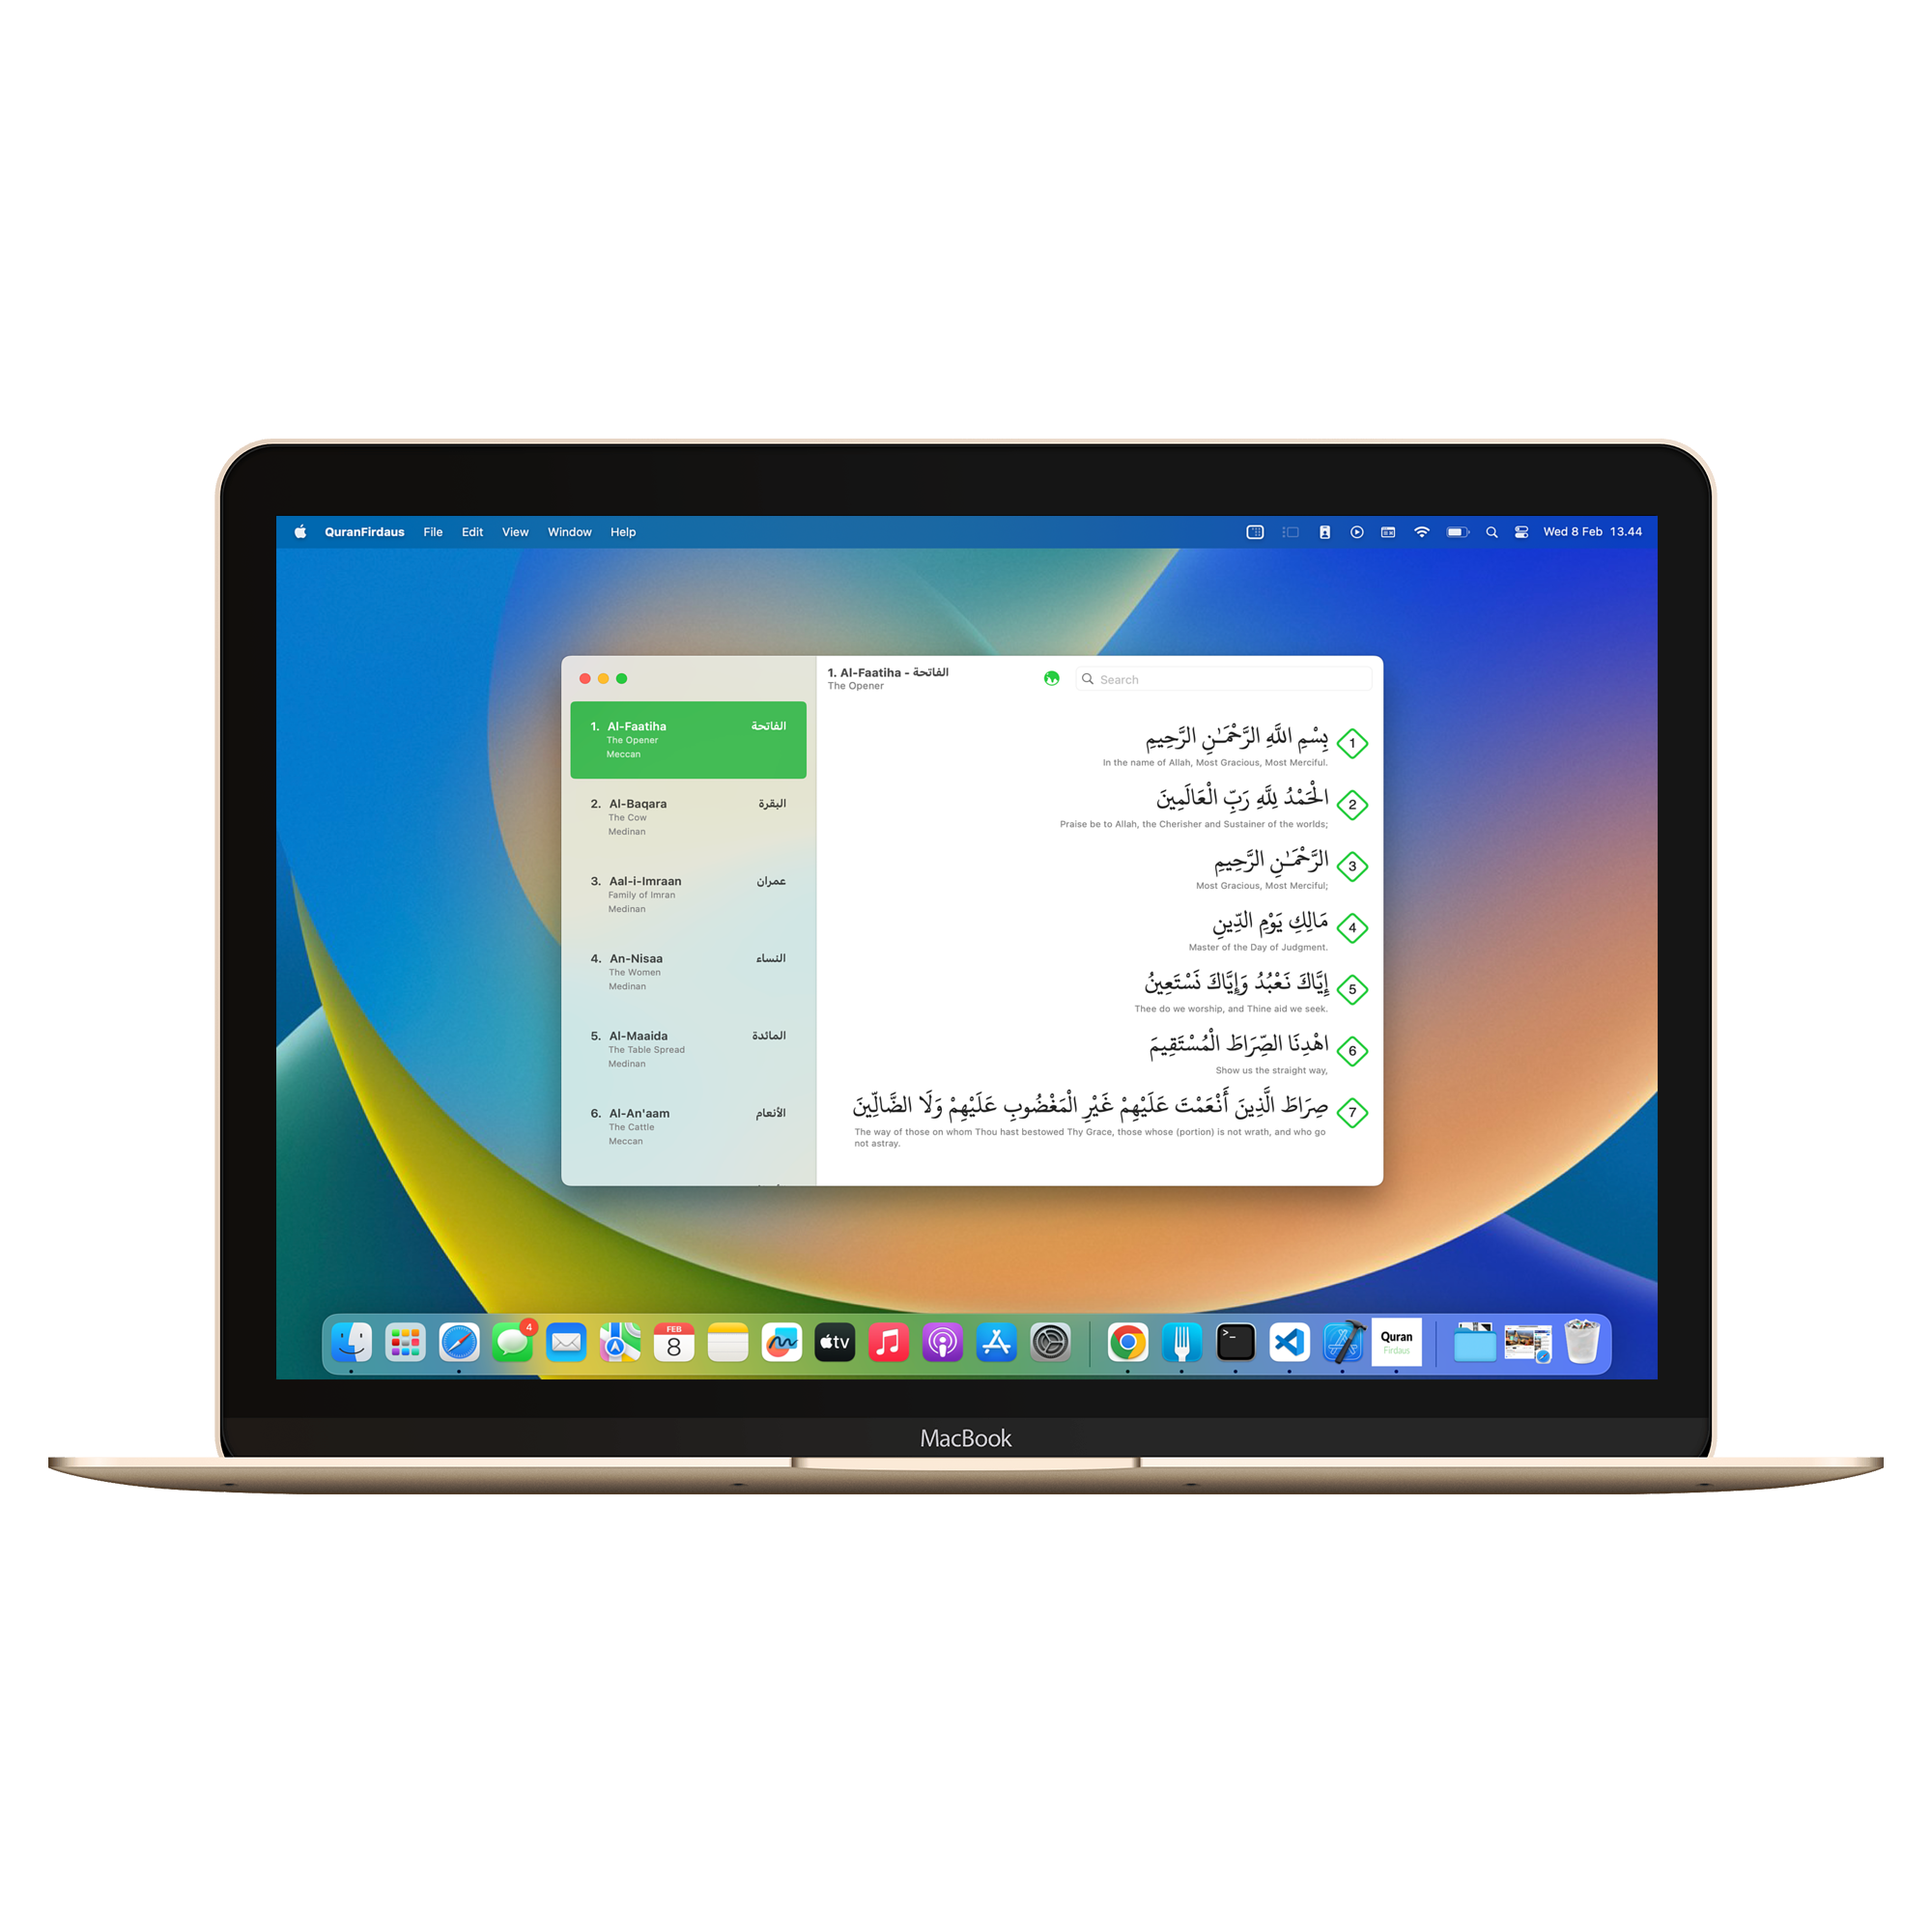 QuranFirdaus File Edit View Window Help
Wed 8 Feb 13.44
1. Al-Faatiha الفاتحة
The Opener
Meccan
2. Al-Baqara البقرة
The Cow
Medinan
3. Aal-i-Imraan عمران
Family of Imran
Medinan
4. An-Nisaa النساء
The Women
Medinan
5. Al-Maaida المائدة
The Table Spread
Medinan
6. Al-An'aam الأنعام
The Cattle
Meccan
1. Al-Faatiha - الفاتحة
The Opener
Search
بِسْمِ اللَّهِ الرَّحْمَـٰنِ الرَّحِيمِ 1
In the name of Allah, Most Gracious, Most Merciful.
الْحَمْدُ لِلَّهِ رَبِّ الْعَالَمِينَ 2
Praise be to Allah, the Cherisher and Sustainer of the worlds;
الرَّحْمَـٰنِ الرَّحِيمِ 3
Most Gracious, Most Merciful;
مَالِكِ يَوْمِ الدِّينِ 4
Master of the Day of Judgment.
إِيَّاكَ نَعْبُدُ وَإِيَّاكَ نَسْتَعِينُ 5
Thee do we worship, and Thine aid we seek.
اهْدِنَا الصِّرَاطَ الْمُسْتَقِيمَ 6
Show us the straight way,
صِرَاطَ الَّذِينَ أَنْعَمْتَ عَلَيْهِمْ غَيْرِ الْمَغْضُوبِ عَلَيْهِمْ وَلَا الضَّالِّينَ 7
The way of those on whom Thou hast bestowed Thy Grace, those whose (portion) is not wrath, and who go
not astray.
4
FEB
8
tv
>_
Quran
Firdaus
MacBook